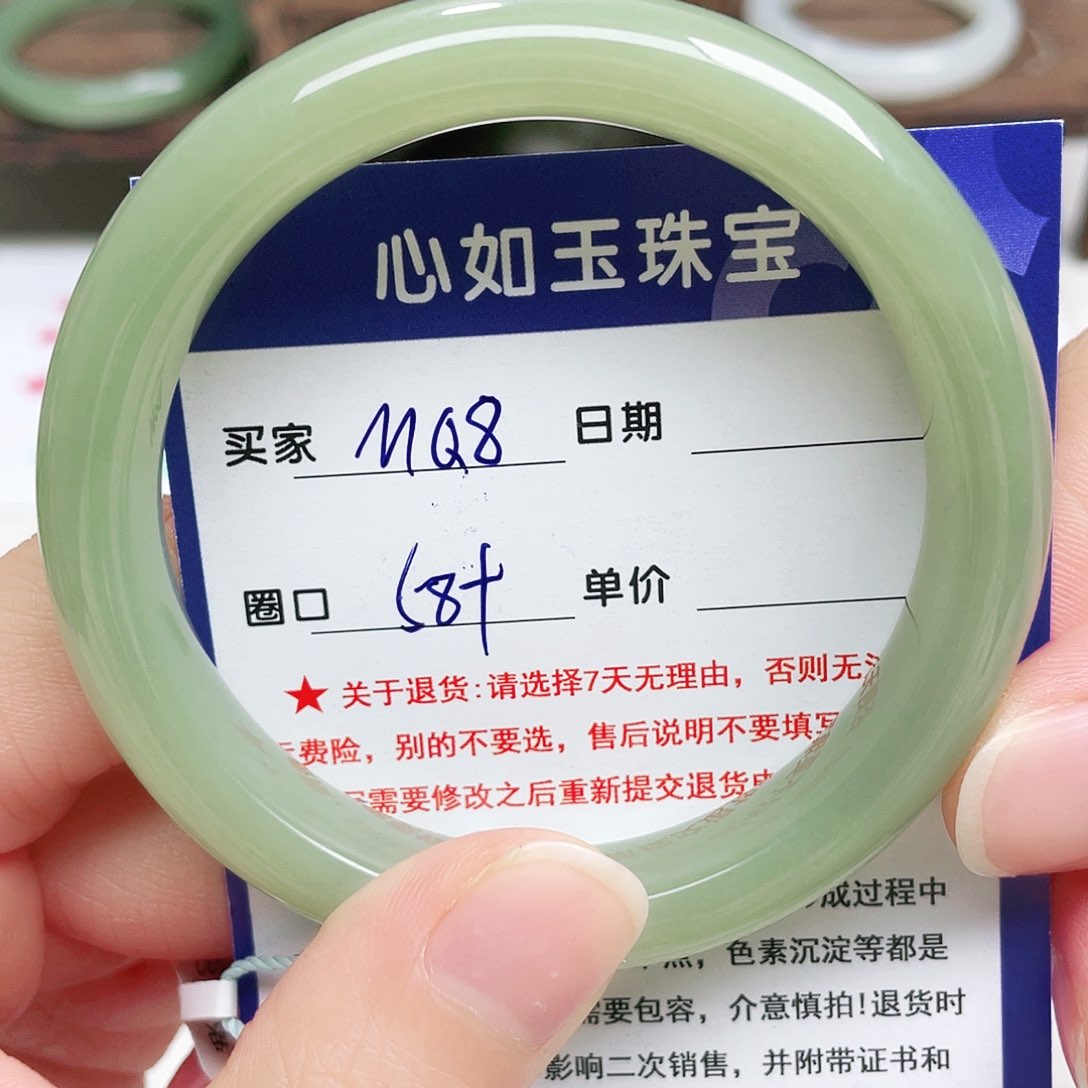 心如玉珠宝
买家 MQ8 日期
圈口 58+ 单价
★关于退货:请选择7天无理由，否则无
费险，别的不要选，售后说明不要填写
需要修改之后重新提交退货
成过程中
色素沉淀等都是
需要包容，介意慎拍!退货时
影响二次销售，并附带证书和